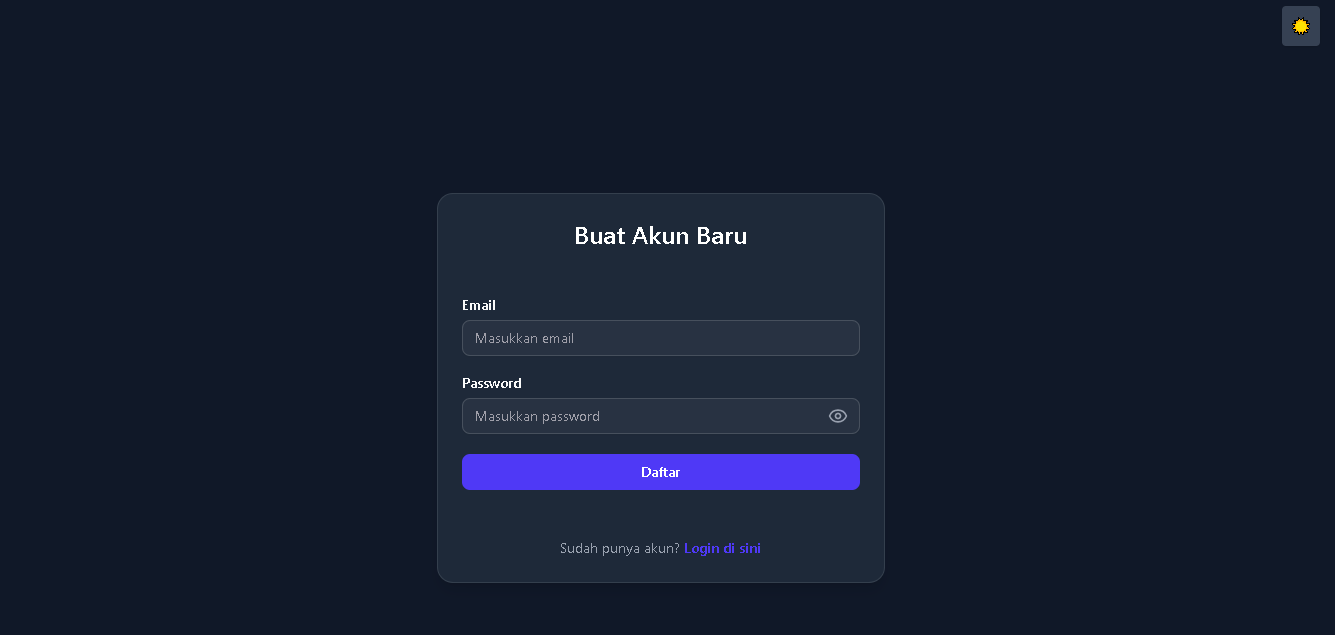 Buat Akun Baru
Email
Masukkan email
Password
Masukkan password
Daftar
Sudah punya akun? Login di sini